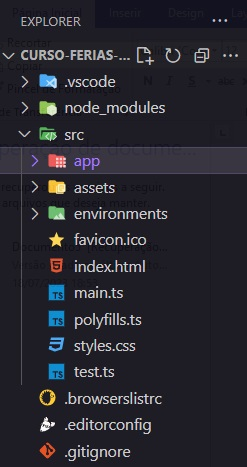 EXPLORER
URSO-FERIAS-...
.vscode
node_modules
src
app
assets
environments
favicon.ico
index.html
main.ts
polyfills.ts
styles.css
test.ts
.browserslistrc
.editorconfig
.gitignore